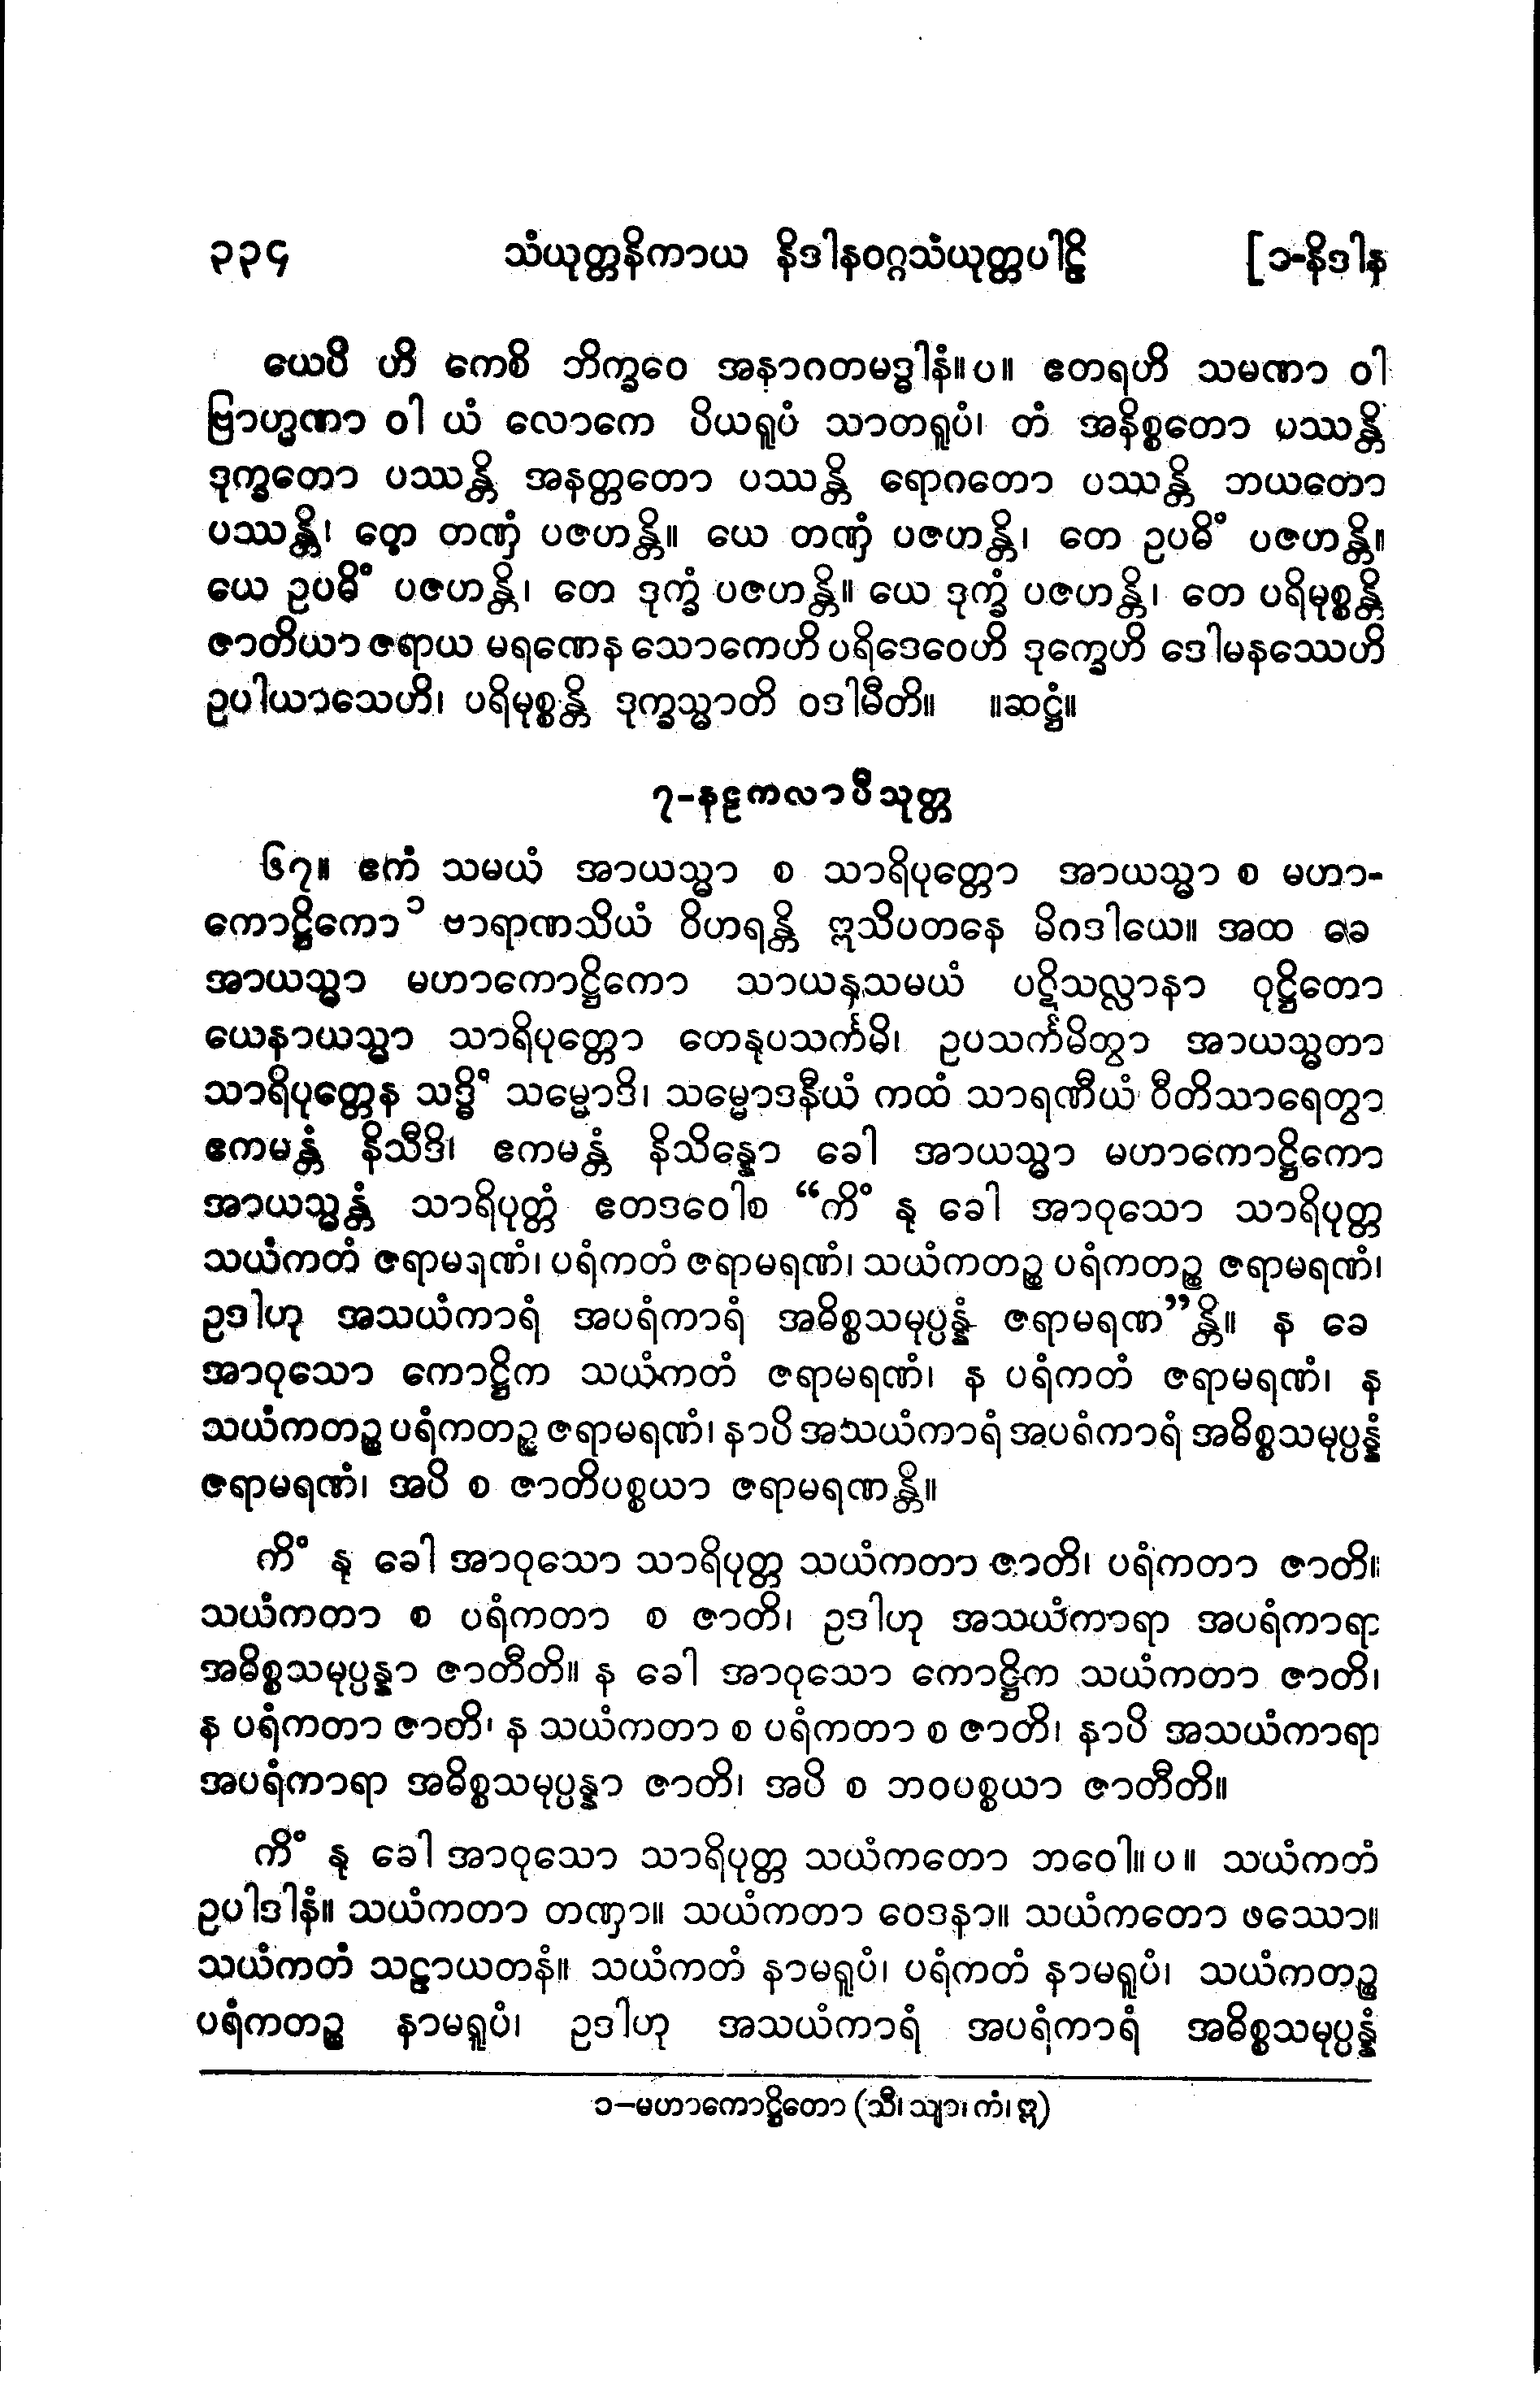 ၃၃၄ သံယုတ္တနိကာယ နိဒါနဝဂ္ဂသံယုတ္တပါဠိ [၁-နိဒါန
ယေပိ ဟိ ကေစိ ဘိက္ခဝေ အနာဂတမဒ္ဓါနံ။ပ။ ဧတရဟိ သမဏာ ဝါ
ဗြာဟ္မဏာ ဝါ ယံ လောကေ ပိယရူပံ သာတရူပံ၊ တံ အနိစ္စတော ပဿန္တိ
ဒုက္ခတော ပဿန္တိ အနတ္တတော ပဿန္တိ ရောဂတော ပဿန္တိ ဘယတော
ပဿန္တိ၊ တေ တဏှံ ပဇဟန္တိ။ ယေ တဏှံ ပဇဟန္တိ၊ တေ ဥပဓိံ ပဇဟန္တိ။
ယေ ဥပဓိံ ပဇဟန္တိ၊ တေ ဒုက္ခံ ပဇဟန္တိ။ ယေ ဒုက္ခံ ပဇဟန္တိ၊ တေ ပရိမုစ္စန္တိ
ဇာတိယာ ဇရာယ မရဏေန သောကေဟိ ပရိဒေဝေဟိ ဒုက္ခေဟိ ဒေါမနဿေဟိ
ဥပါယာသေဟိ၊ ပရိမုစ္စန္တိ ဒုက္ခသ္မာတိ ဝဒါမီတိ။ ။ဆဋ္ဌံ။
၇-နဠကလာပီသုတ္တ
၆၇။ ဧကံ သမယံ အာယသ္မာ စ သာရိပုတ္တော အာယသ္မာ စ မဟာ-
ကောဋ္ဌိကော၁ ဗာရာဏသိယံ ဝိဟရန္တိ ဣသိပတနေ မိဂဒါယေ။ အထ ခေ
အာယသ္မာ မဟာကောဋ္ဌိကော သာယနှသမယံ ပဋိသလ္လာနာ ဝုဋ္ဌိတော
ယေနာယသ္မာ သာရိပုတ္တော တေနုပသင်္ကမိ၊ ဥပသင်္ကမိတွာ အာယသ္မတာ
သာရိပုတ္တေန သဒ္ဓိံ သမ္မောဒိ၊ သမ္မောဒနီယံ ကထံ သာရဏီယံ ဝီတိသာရေတွာ
ဧကမန္တံ နိသီဒိ၊ ဧကမန္တံ နိသိန္နော ခေါ အာယသ္မာ မဟာကောဋ္ဌိကော
အာယသ္မန္တံ သာရိပုတ္တံ ဧတဒဝေါစ “ကိံ နု ခေါ အာဝုသော သာရိပုတ္တ
သယံကတံ ဇရာမရဏံ၊ ပရံကတံ ဇရာမရဏံ၊ သယံကတဉ္စ ပရံကတဉ္စ ဇရာမရဏံ၊
ဥဒါဟု အသယံကာရံ အပရံကာရံ အဓိစ္စသမုပ္ပန္နံ ဇရာမရဏ”န္တိ။ န ခေ
အာဝုသော ကောဋ္ဌိက သယံကတံ ဇရာမရဏံ၊ န ပရံကတံ ဇရာမရဏံ၊ န
သယံကတဉ္စ ပရံကတဉ္စ ဇရာမရဏံ၊ နာပိ အသယံကာရံ အပရံကာရံ အဓိစ္စသမုပ္ပန္နံ
ဇရာမရဏံ၊ အပိ စ ဇာတိပစ္စယာ ဇရာမရဏန္တိ။
ကိံ နု ခေါ အာဝုသော သာရိပုတ္တ သယံကတာ ဇာတိ၊ ပရံကတာ ဇာတိ။
သယံကတာ စ ပရံကတာ စ ဇာတိ၊ ဥဒါဟု အသယံကာရာ အပရံကာရာ
အဓိစ္စသမုပ္ပန္နာ ဇာတီတိ။ န ခေါ အာဝုသော ကောဋ္ဌိက သယံကတာ ဇာတိ၊
န ပရံကတာ ဇာတိ၊ န သယံကတာ စ ပရံကတာ စ ဇာတိ၊ နာပိ အသယံကာရာ
အပရံကာရာ အဓိစ္စသမုပ္ပန္နာ ဇာတိ၊ အပိ စ ဘဝပစ္စယာ ဇာတီတိ။
ကိံ နု ခေါ အာဝုသော သာရိပုတ္တ သယံကတော ဘဝေါ။ပ။ သယံကတံ
ဥပါဒါနံ။ သယံကတာ တဏှာ။ သယံကတာ ဝေဒနာ။ သယံကတော ဖဿော။
သယံကတံ သဠာယတနံ။ သယံကတံ နာမရူပံ၊ ပရံကတံ နာမရူပံ၊ သယံကတဉ္စ
ပရံကတဉ္စ နာမရူပံ၊ ဥဒါဟု အသယံကာရံ အပရံကာရံ အဓိစ္စသမုပ္ပန္နံ
၁-မဟာကောဋ္ဌိတော (သီ၊ သျာ၊ ကံ၊ ဣ)